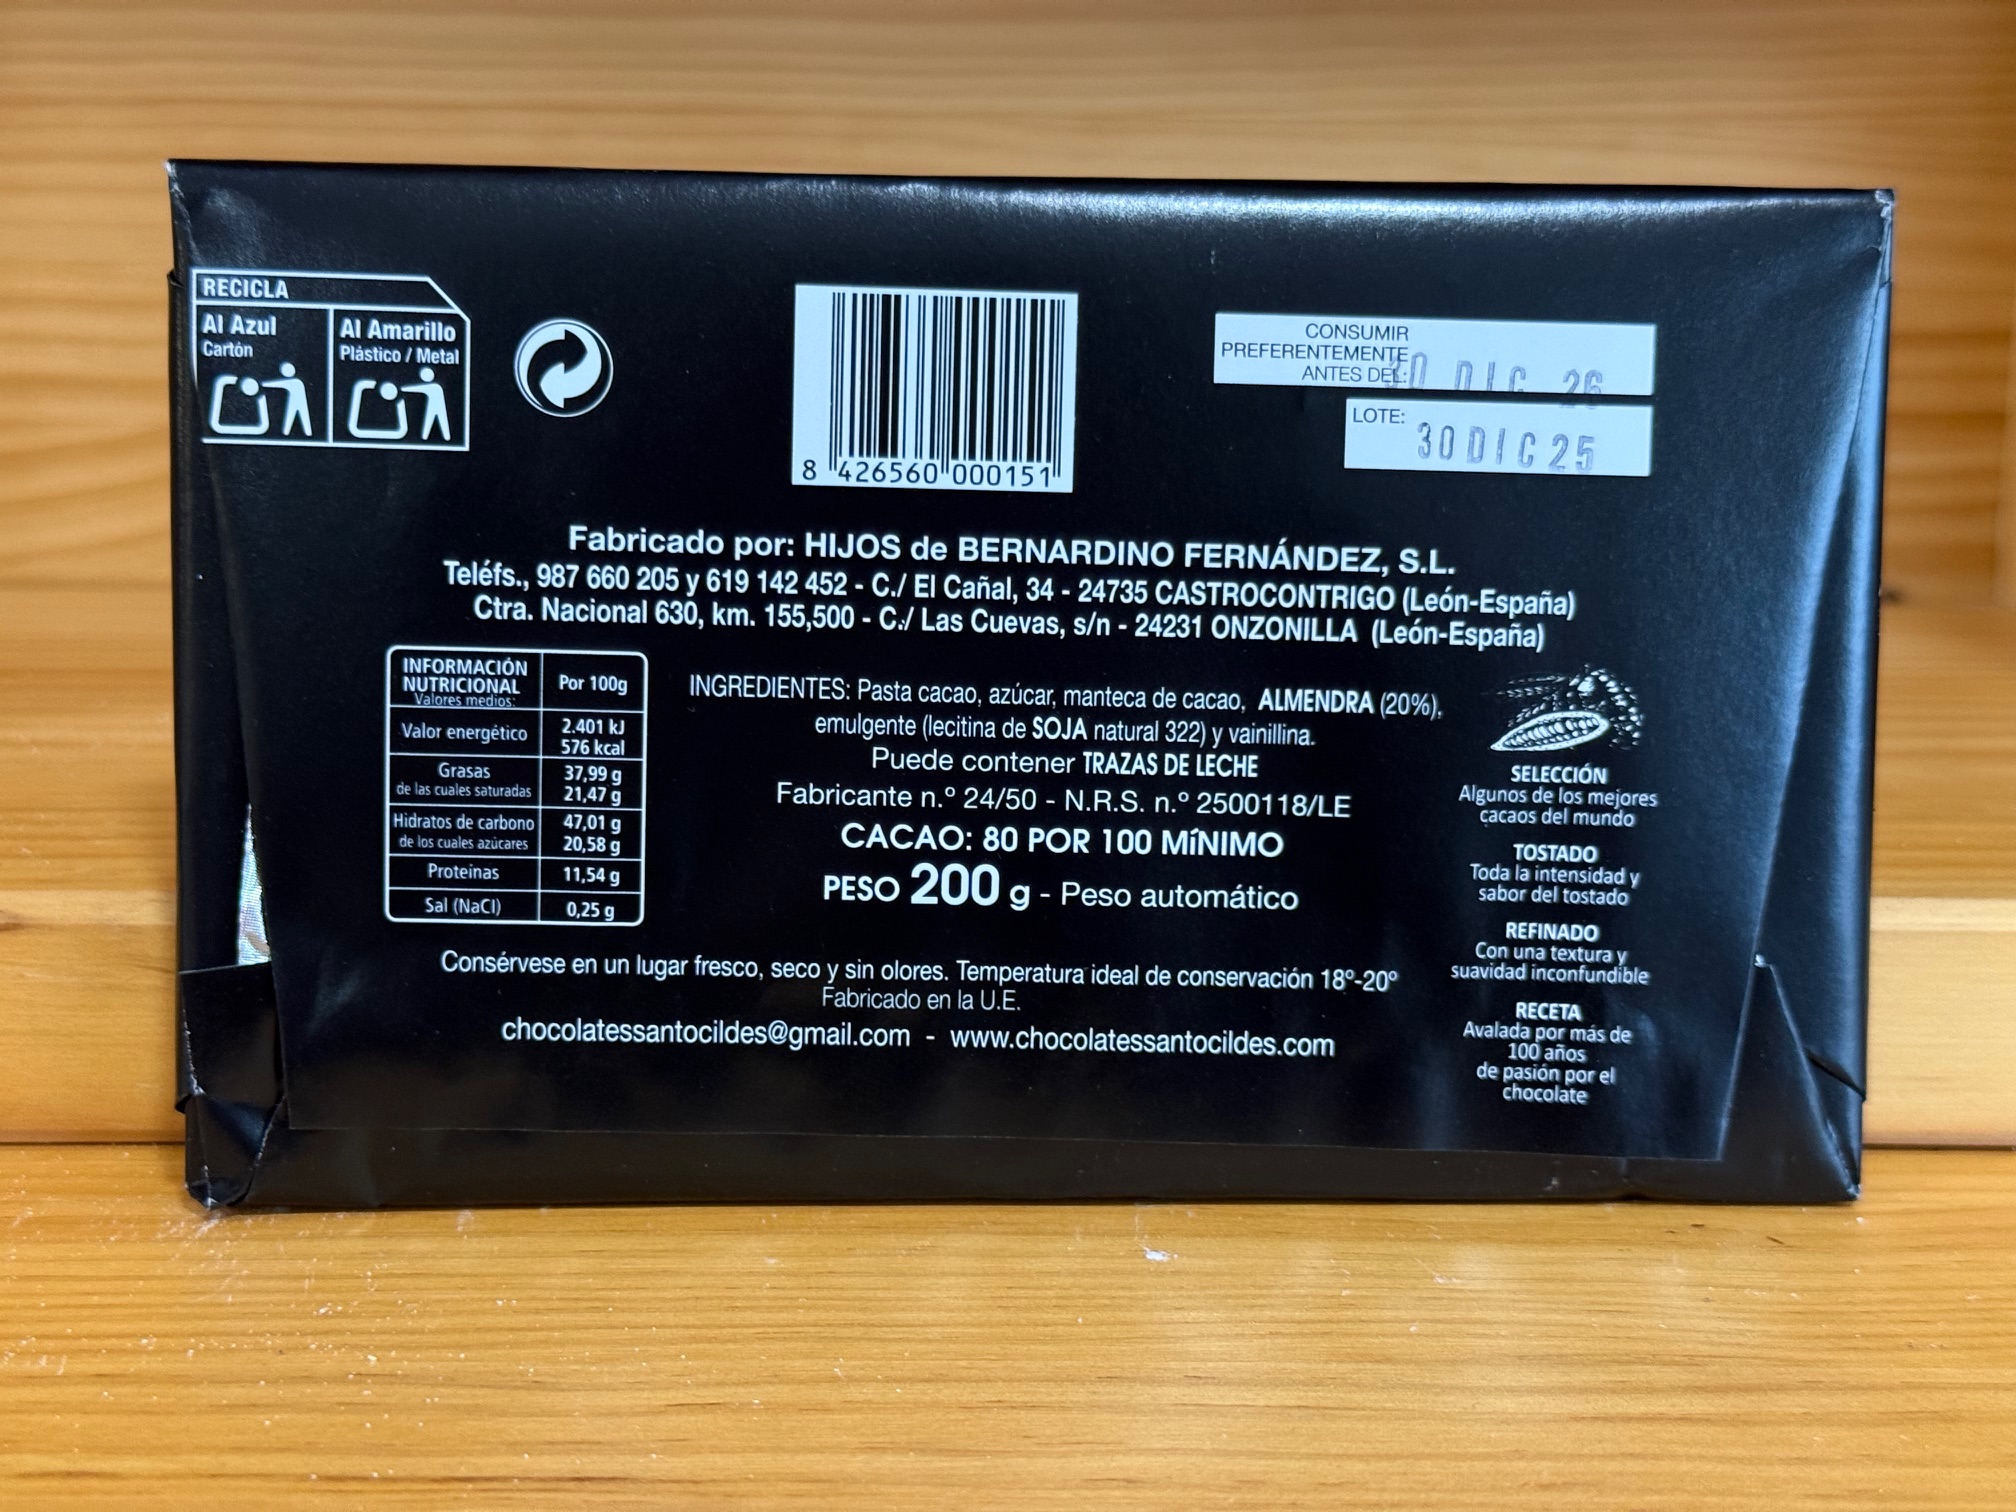 RECICLA
Al Azul
Cartón
Al Amarillo
Plástico / Metal
8 426560 000151
CONSUMIR
PREFERENTEMENTE
ANTES DEL: 30 DIC 26
LOTE: 30 DIC 25
Fabricado por: HIJOS de BERNARDINO FERNÁNDEZ, S.L.
Teléfs., 987 660 205 y 619 142 452 - C./ El Cañal, 34 - 24735 CASTROCONTRIGO (León-España)
Ctra. Nacional 630, km. 155,500 - C./ Las Cuevas, s/n - 24231 ONZONILLA (León-España)
INFORMACIÓN
NUTRICIONAL
Valores medios:
Por 100g
Valor energético
2.401 kJ
576 kcal
Grasas
de las cuales saturadas
37,99 g
21,47 g
Hidratos de carbono
de los cuales azúcares
47,01 g
20,58 g
Proteinas
11,54 g
Sal (NaCl)
0,25 g
INGREDIENTES: Pasta cacao, azúcar, manteca de cacao, ALMENDRA (20%),
emulgente (lecitina de SOJA natural 322) y vainillina.
Puede contener TRAZAS DE LECHE
Fabricante n.º 24/50 - N.R.S. n.º 2500118/LE
CACAO: 80 POR 100 MíNIMO
PESO 200 g - Peso automático
Consérvese en un lugar fresco, seco y sin olores. Temperatura ideal de conservación 18º-20º
Fabricado en la U.E.
chocolatessantocildes@gmail.com - www.chocolatessantocildes.com
SELECCIÓN
Algunos de los mejores
cacaos del mundo
TOSTADO
Toda la intensidad y
sabor del tostado
REFINADO
Con una textura y
suavidad inconfundible
RECETA
Avalada por más de
100 años
de pasión por el
chocolate